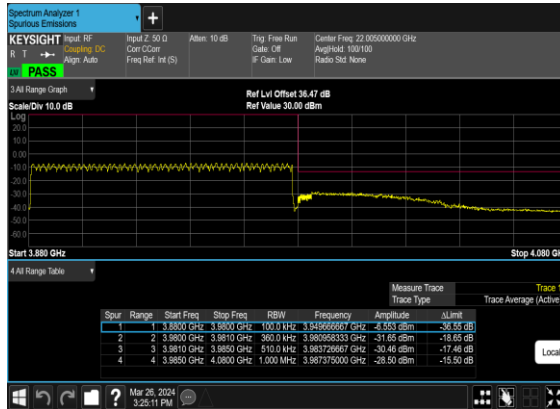 Spectrum Analyzer 1
Spurious Emissions
KEYSIGHT Input: RF Input Z: 50 Ω Atten: 10 dB Trig: Free Run Center Freq: 22.005000000 GHz
R T Coupling: DC Corr CCorr Gate: Off Avg|Hold: 100/100
Align: Auto Freq Ref: Int (S) IF Gain: Low Radio Std: None
PASS
3 All Range Graph
Ref Lvl Offset 36.47 dB
Scale/Div 10.0 dB Ref Value 30.00 dBm
Log
20.0
10.0
0.00
-10.0
-20.0
-30.0
-40.0
-50.0
-60.0
Start 3.880 GHz Stop 4.080 GH
4 All Range Table
Measure Trace Trace 1
Trace Type Trace Average (Active
Spur Range Start Freq Stop Freq RBW Frequency Amplitude ΔLimit
1 1 3.8800 GHz 3.9800 GHz 100.0 kHz 3.949666667 GHz -6.553 dBm -36.55 dB
2 2 3.9800 GHz 3.9810 GHz 360.0 kHz 3.980958333 GHz -31.65 dBm -18.65 dB
3 3 3.9810 GHz 3.9850 GHz 510.0 kHz 3.983726667 GHz -30.46 dBm -17.46 dB
4 4 3.9850 GHz 4.0800 GHz 1.000 MHz 3.987375000 GHz -28.50 dBm -15.50 dB
Local
Mar 26, 2024
3:25:11 PM